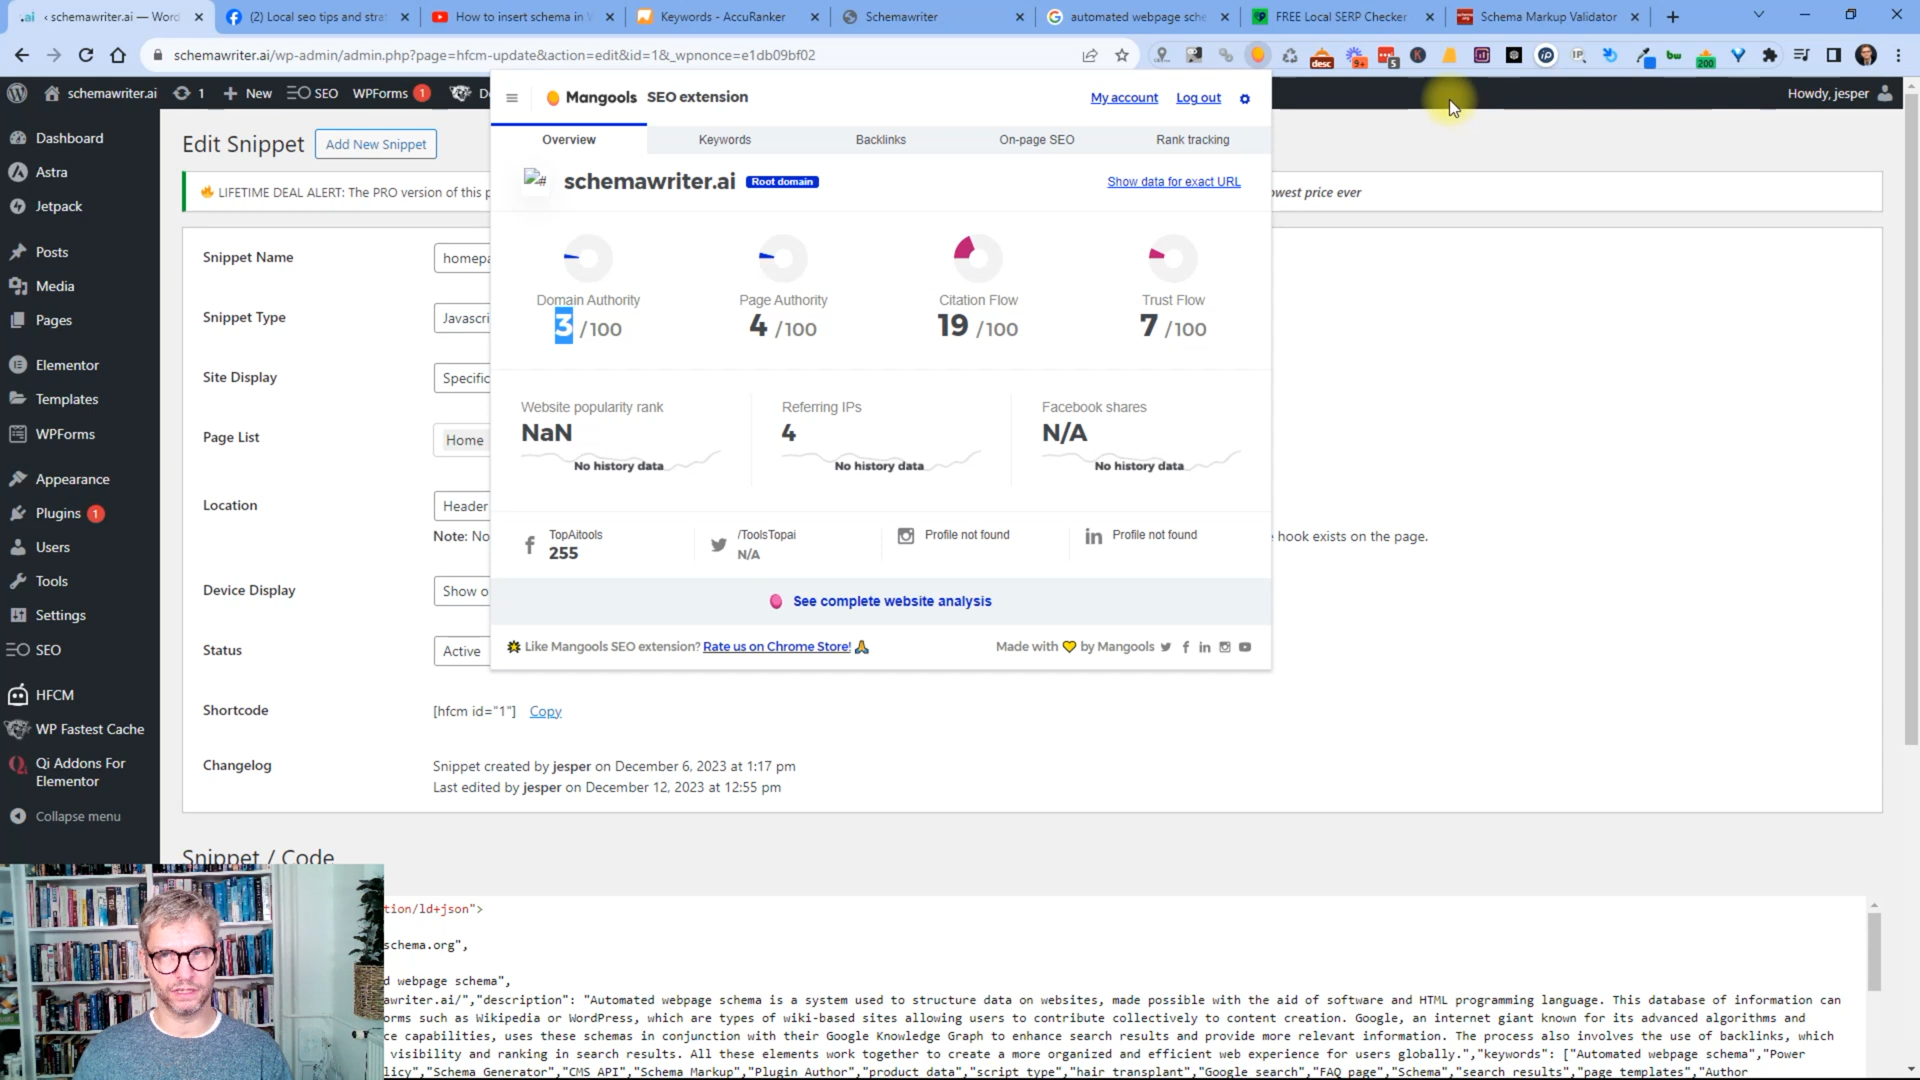 .ai ‹ schemawriter.ai — Word
(2) Local seo tips and strat
How to insert schema in W
Keywords - AccuRanker
Schemawriter
automated webpage sche
FREE Local SERP Checker
Schema Markup Validator
schemawriter.ai/wp-admin/admin.php?page=hfcm-update&action=edit&id=1&_wpnonce=e1db09bf02
schemawriter.ai
1
New
SEO
WPForms 1
Howdy, jesper
Dashboard
Astra
Jetpack
Posts
Media
Pages
Elementor
Templates
WPForms
Appearance
Plugins 1
Users
Tools
Settings
SEO
HFCM
WP Fastest Cache
Qi Addons For
Elementor
Collapse menu
Edit Snippet
Add New Snippet
LIFETIME DEAL ALERT: The PRO version of this p
west price ever
Snippet Name
homepa
Snippet Type
Javascri
Site Display
Specific
Page List
Home
Location
Header
Note: No
hook exists on the page.
Device Display
Show o
Status
Active
Shortcode
[hfcm id="1"] Copy
Changelog
Snippet created by jesper on December 6, 2023 at 1:17 pm
Last edited by jesper on December 12, 2023 at 12:55 pm
Mangools SEO extension
My account
Log out
Overview
Keywords
Backlinks
On-page SEO
Rank tracking
schemawriter.ai Root domain
Show data for exact URL
Domain Authority
3 /100
Page Authority
4 /100
Citation Flow
19 /100
Trust Flow
7 /100
Website popularity rank
NaN
No history data
Referring IPs
4
No history data
Facebook shares
N/A
No history data
TopAitools
255
/ToolsTopai
N/A
Profile not found
Profile not found
See complete website analysis
Like Mangools SEO extension? Rate us on Chrome Store!
Made with by Mangools
Snippet / Code
tion/ld+json">
schema.org",
d webpage schema",
awriter.ai/","description": "Automated webpage schema is a system used to structure data on websites, made possible with the aid of software and HTML programming language. This database of information can
orms such as Wikipedia or WordPress, which are types of wiki-based sites allowing users to contribute collectively to content creation. Google, an internet giant known for its advanced algorithms and
ce capabilities, uses these schemas in conjunction with their Google Knowledge Graph to enhance search results and provide more relevant information. The process also involves the use of backlinks, which
visibility and ranking in search results. All these elements work together to create a more organized and efficient web experience for users globally.","keywords": ["Automated webpage schema","Power
licy","Schema Generator","CMS API","Schema Markup","Plugin Author","product data","script type","hair transplant","Google search","FAQ page","Schema","search results","page templates","Author